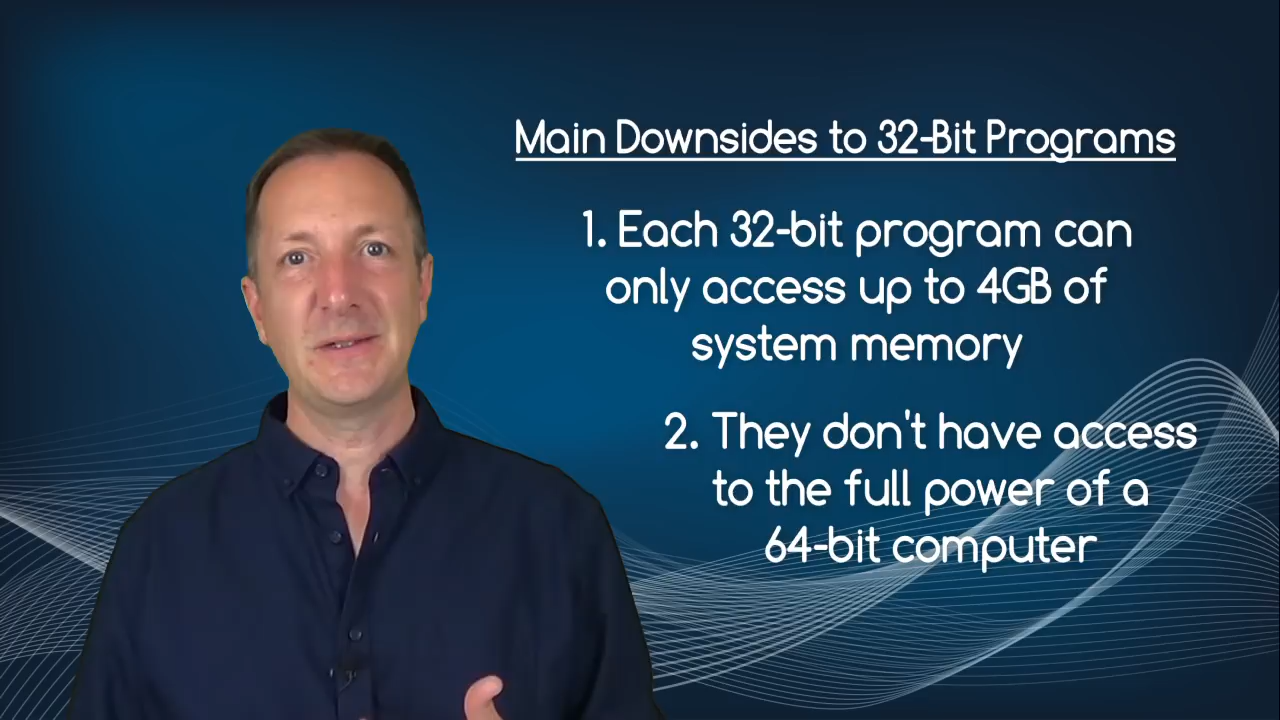 Main Downsides to 32-Bit Programs
1. Each 32-bit program can
only access up to 4GB of
system memory
2. They don't have access
to the full power of a
64-bit computer